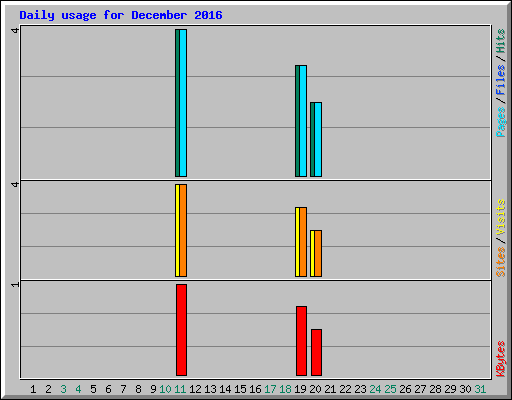 Daily usage for December 2016
4
Pages / Files / Hits
4
Sites / Visits
1
KBytes
1 2 3 4 5 6 7 8 9 10 11 12 13 14 15 16 17 18 19 20 21 22 23 24 25 26 27 28 29 30 31